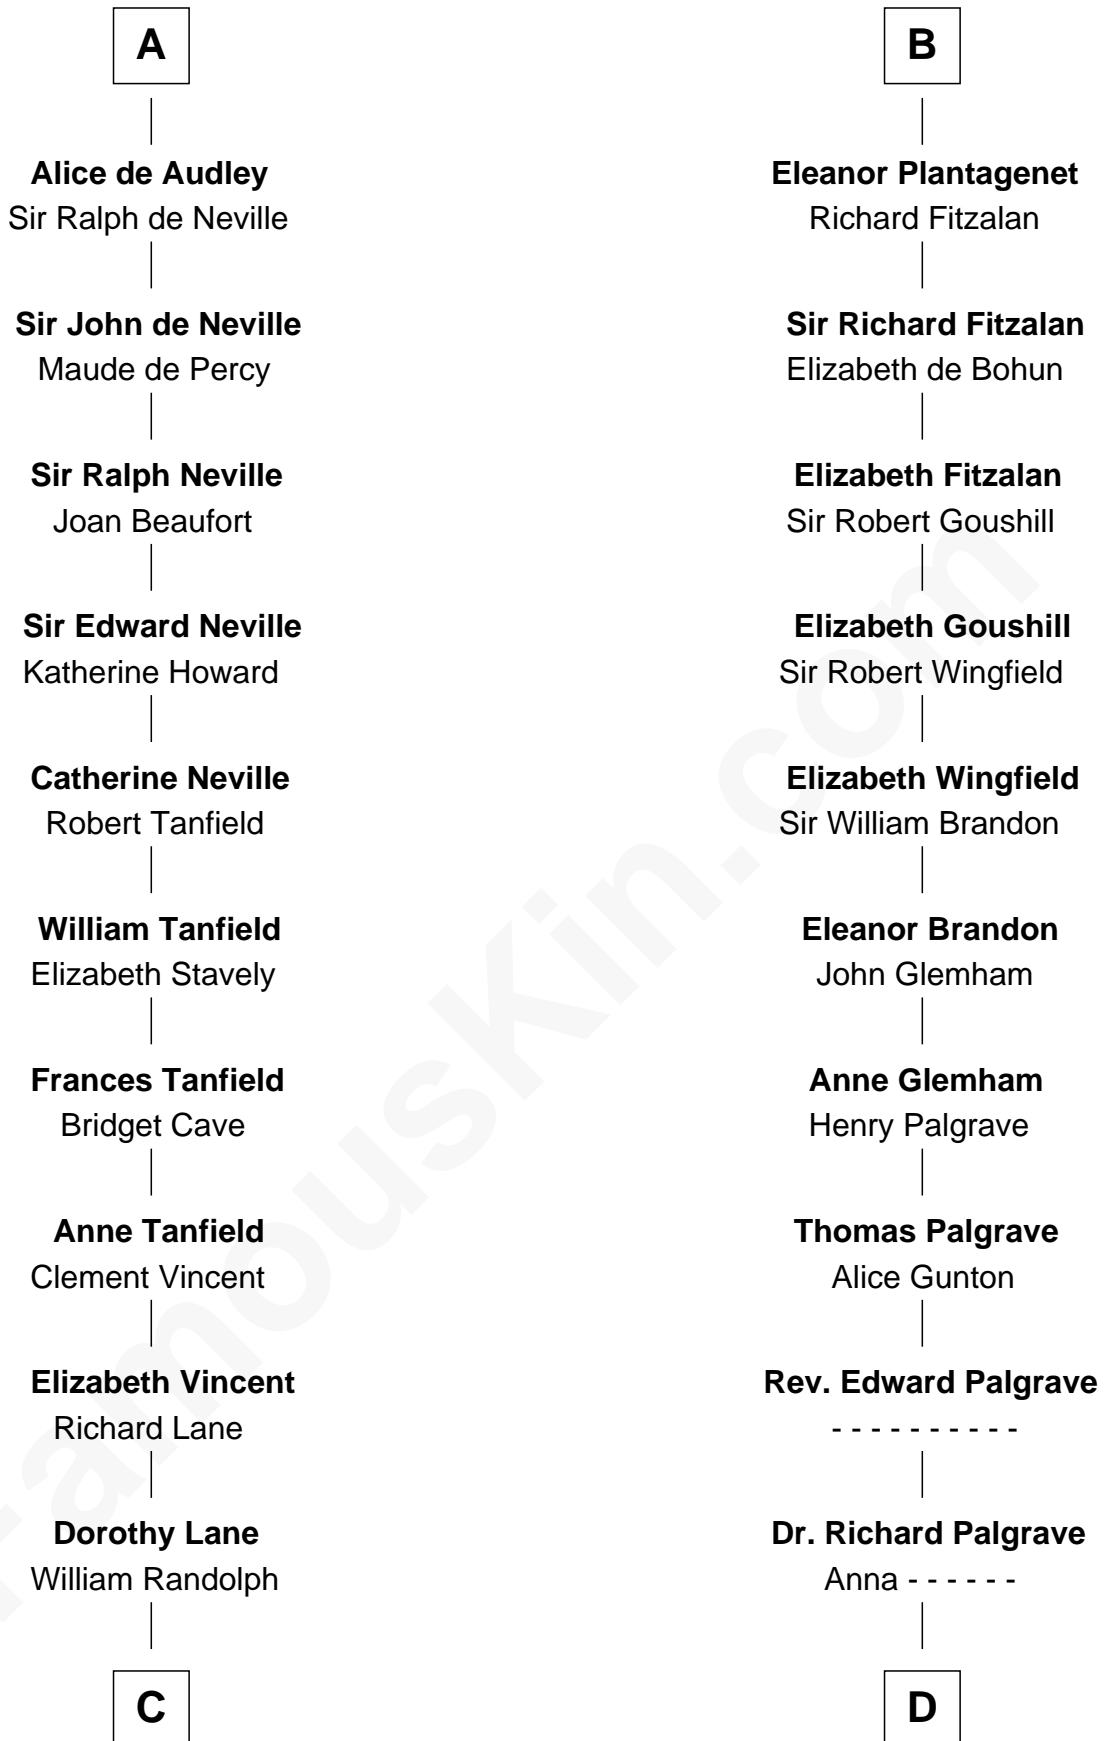 A
Alice de Audley
Sir Ralph de Neville
Sir John de Neville
Maude de Percy
Sir Ralph Neville
Joan Beaufort
Sir Edward Neville
Katherine Howard
Catherine Neville
Robert Tanfield
William Tanfield
Elizabeth Stavely
Frances Tanfield
Bridget Cave
Anne Tanfield
Clement Vincent
Elizabeth Vincent
Richard Lane
Dorothy Lane
William Randolph
C
B
Eleanor Plantagenet
Richard Fitzalan
Sir Richard Fitzalan
Elizabeth de Bohun
Elizabeth Fitzalan
Sir Robert Goushill
Elizabeth Goushill
Sir Robert Wingfield
Elizabeth Wingfield
Sir William Brandon
Eleanor Brandon
John Glemham
Anne Glemham
Henry Palgrave
Thomas Palgrave
Alice Gunton
Rev. Edward Palgrave
- - - - - - - - - -
Dr. Richard Palgrave
Anna - - - - - -
D
FamousKin.com